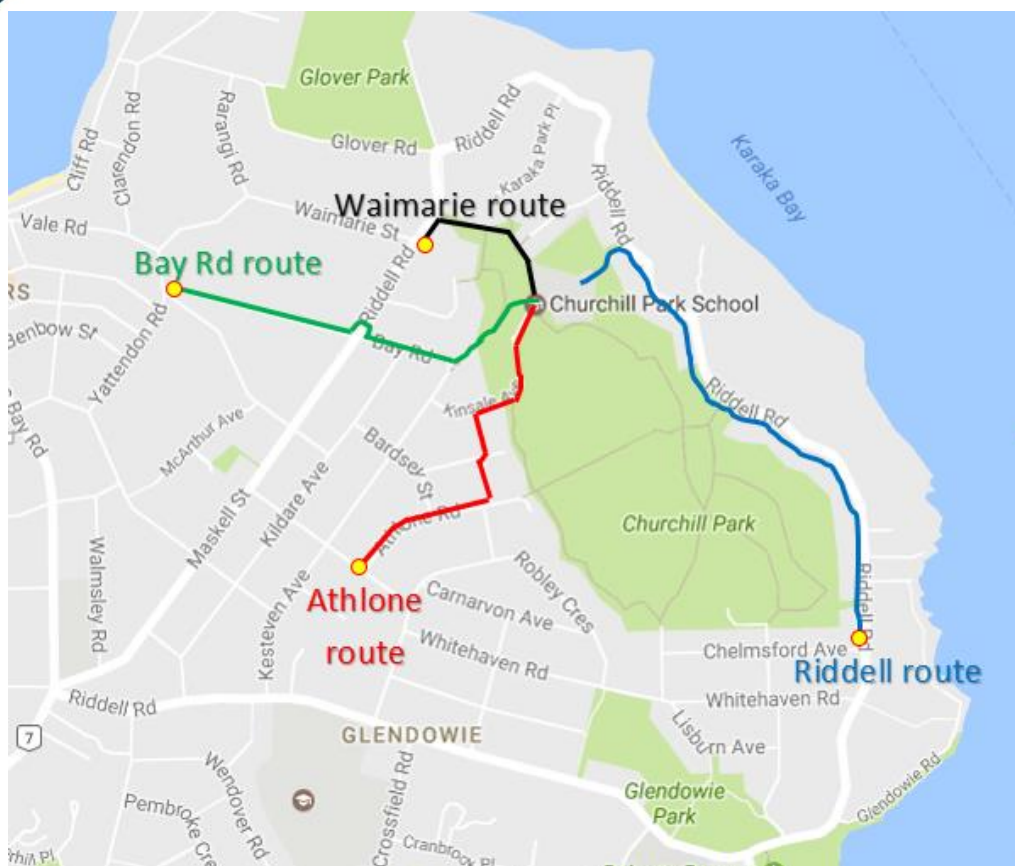 Glover Park
Riddell Rd
Cliff Rd
Clarendon Rd
Rarangi Rd
Glover Rd
Karaka Park Pl
Karaka Bay
Riddell Rd
Waimarie route
Waimarie St
Vale Rd
Riddell Rd
Bay Rd route
RS
Churchill Park School
Benbow St
Yattendon Rd
Bay Rd
Riddell Rd
Kinsale Ave
Bay Rd
McArthur Ave
Bardsey St
Maskell St
Kildare Ave
Churchill Park
Athlone Rd
Walmsley Rd
Robley Cres
Riddell Rd
Athlone
route
Kesteven Ave
Carnarvon Ave
Whitehaven Rd
Chelmsford Ave
Riddell route
Whitehaven Rd
Riddell Rd
7
GLENDOWIE
Lisburn Ave
Wendover Rd
Crossfield Rd
Glendowie
Park
Glendowie Rd
Pembroke Cres
Cranbrook Pl